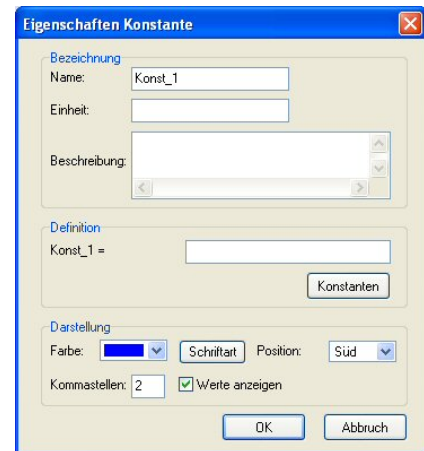 Eigenschaften Konstante
Bezeichnung
Name: Konst_1
Einheit:
Beschreibung:
Definition
Konst_1 =
Konstanten
Darstellung
Farbe: Schriftart Position: Süd
Kommastellen: 2 Werte anzeigen
OK Abbruch